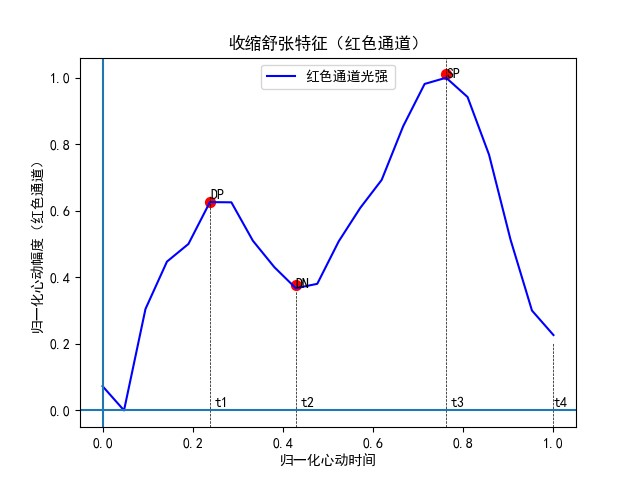 收缩舒张特征（红色通道）
红色通道光强
SP
DP
DN
t1
t2
t3
t4
归一化心动幅度（红色通道）
1.0
0.8
0.6
0.4
0.2
0.0
0.0
0.2
0.4
0.6
0.8
1.0
归一化心动时间